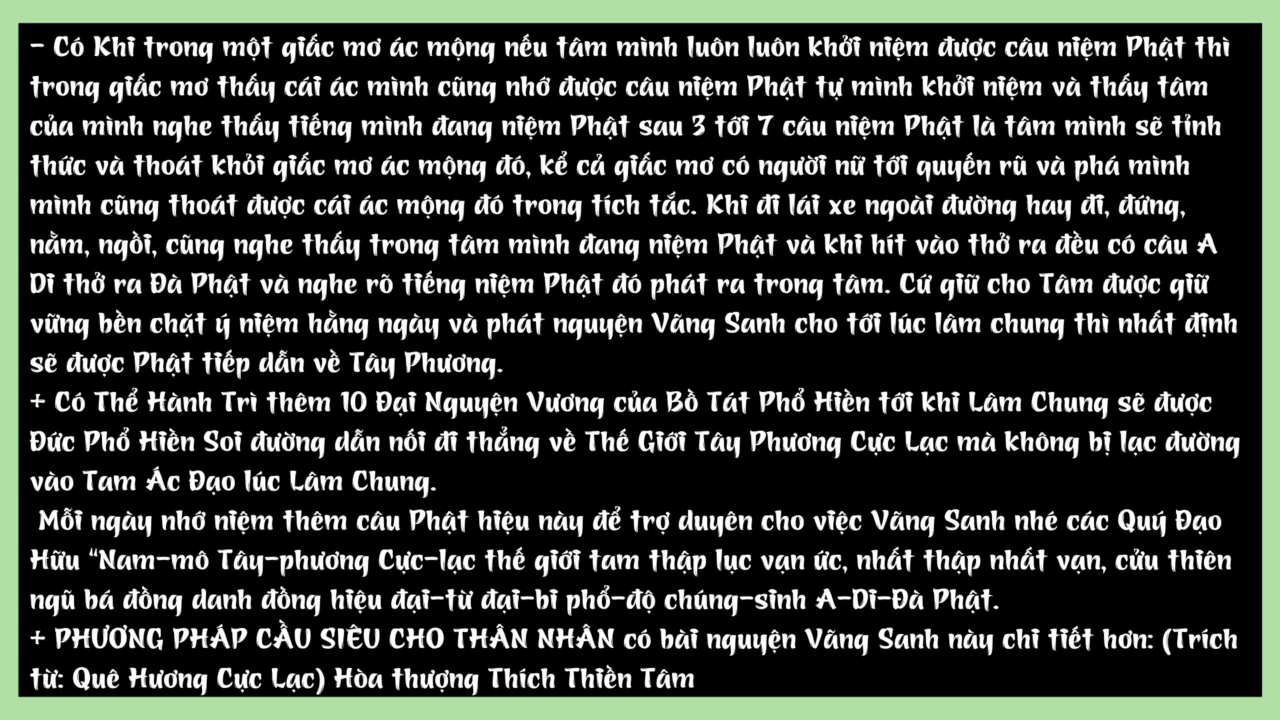 - Có Khi trong một giấc mơ ác mộng nếu tâm mình luôn luôn khởi niệm được câu niệm Phật thì
trong giấc mơ thấy cái ác mình cũng nhớ được câu niệm Phật tự mình khởi niệm và thấy tâm
của mình nghe thấy tiếng mình đang niệm Phật sau 3 tới 7 câu niệm Phật là tâm mình sẽ tỉnh
thức và thoát khỏi giấc mơ ác mộng đó, kể cả giấc mơ có người nữ tới quyến rũ và phá mình
mình cũng thoát được cái ác mộng đó trong tích tắc. Khi đi lái xe ngoài đường hay đi, đứng,
nằm, ngồi, cũng nghe thấy trong tâm mình đang niệm Phật và khi hít vào thở ra đều có câu A
Di thở ra Đà Phật và nghe rõ tiếng niệm Phật đó phát ra trong tâm. Cứ giữ cho Tâm được giữ
vững bền chặt ý niệm hằng ngày và phát nguyện Vãng Sanh cho tới lúc lâm chung thì nhất định
sẽ được Phật tiếp dẫn về Tây Phương.
+ Có Thể Hành Trì thêm 10 Đại Nguyện Vương của Bồ Tát Phổ Hiền tới khi Lâm Chung sẽ được
Đức Phổ Hiền Soi đường dẫn nối đi thẳng về Thế Giới Tây Phương Cực Lạc mà không bị lạc đường
vào Tam Ác Đạo lúc Lâm Chung.
Mỗi ngày nhớ niệm thêm câu Phật hiệu này để trợ duyên cho việc Vãng Sanh nhé các Quý Đạo
Hữu “Nam-mô Tây-phương Cực-lạc thế giới tam thập lục vạn ức, nhất thập nhất vạn, cửu thiên
ngũ bá đồng danh đồng hiệu đại-từ đại-bi phổ-độ chúng-sinh A-Di-Đà Phật.
+ PHƯƠNG PHÁP CẦU SIÊU CHO THÂN NHÂN có bài nguyện Vãng Sanh này chi tiết hơn: (Trích
từ: Quê Hương Cực Lạc) Hòa thượng Thích Thiền Tâm